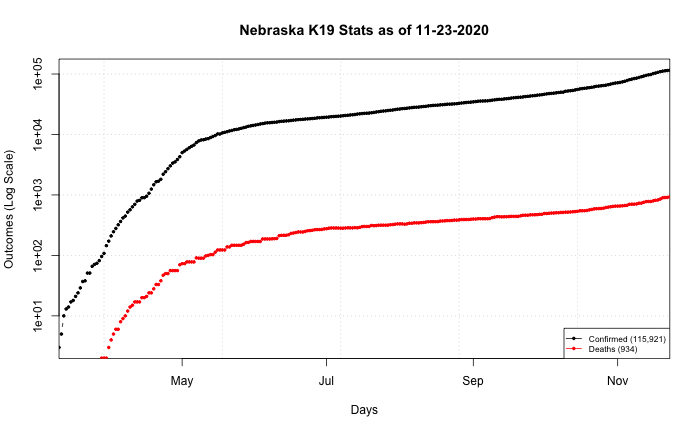 Nebraska K19 Stats as of 11-23-2020
Outcomes (Log Scale)
1e+05
1e+04
1e+03
1e+02
1e+01
Confirmed (115,921)
Deaths (934)
May
Jul
Sep
Nov
Days